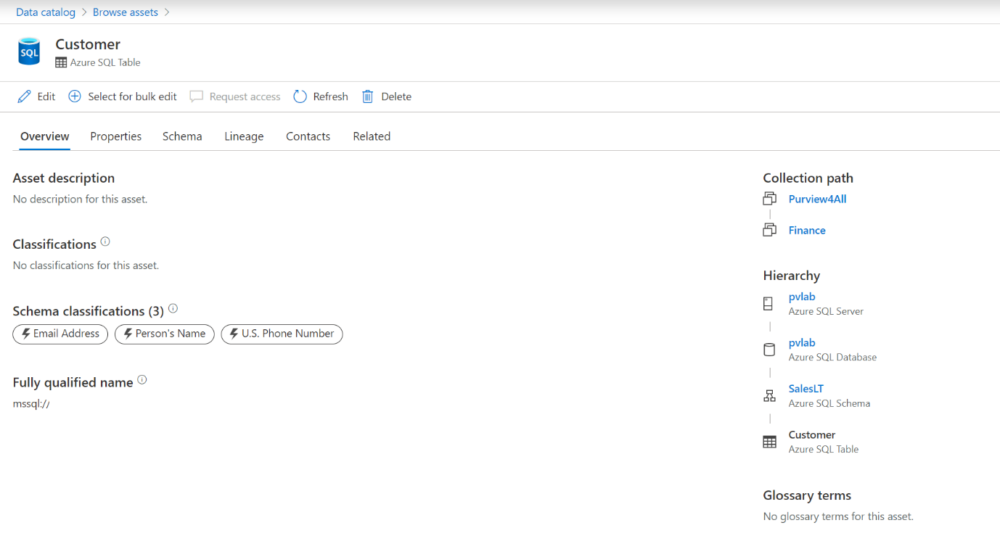 Data catalog > Browse assets >
SQL
Customer
Azure SQL Table
Edit Select for bulk edit Request access Refresh Delete
Overview Properties Schema Lineage Contacts Related
Asset description
No description for this asset.
Classifications
No classifications for this asset.
Schema classifications (3)
Email Address Person's Name U.S. Phone Number
Fully qualified name
mssql://
Collection path
Purview4All
Finance
Hierarchy
pvlab
Azure SQL Server
pvlab
Azure SQL Database
SalesLT
Azure SQL Schema
Customer
Azure SQL Table
Glossary terms
No glossary terms for this asset.